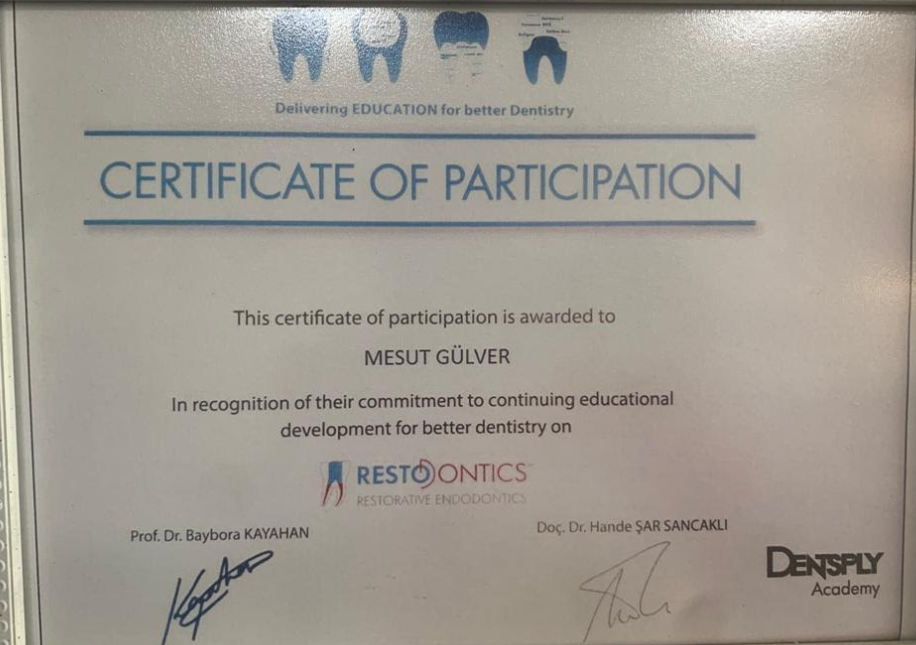 Delivering EDUCATION for better Dentistry
CERTIFICATE OF PARTICIPATION
This certificate of participation is awarded to
MESUT GÜLVER
In recognition of their commitment to continuing educational
development for better dentistry on
RESTODONTICS
RESTORATIVE ENDODONTICS
Prof. Dr. Baybora KAYAHAN
Doç. Dr. Hande ŞAR SANCAKLI
DENTSPLY
Academy